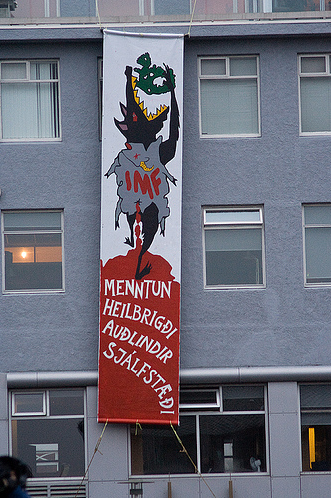 IMF
MENNTUN
HEILBRIGÐI
AUÐLINDIR
SJÁLFSTÆÐI